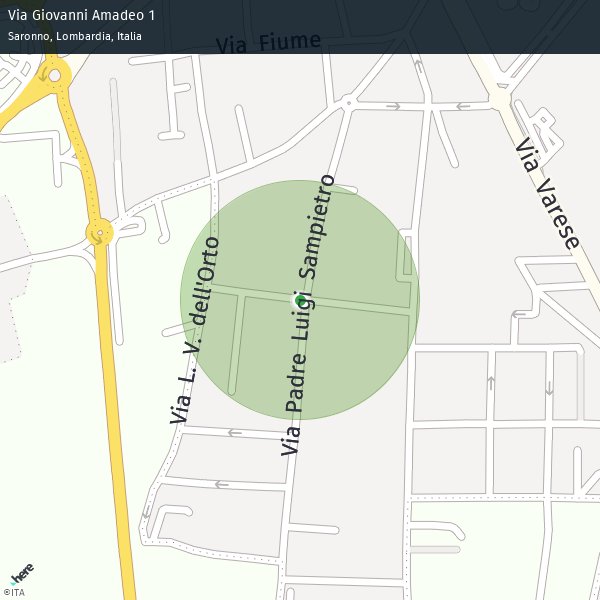 Via Giovanni Amadeo 1
Saronno, Lombardia, Italia
Via Fiume
Via Varese
Via Padre Luigi Sampietro
Via L. V. dell'Orto
here
©ITA